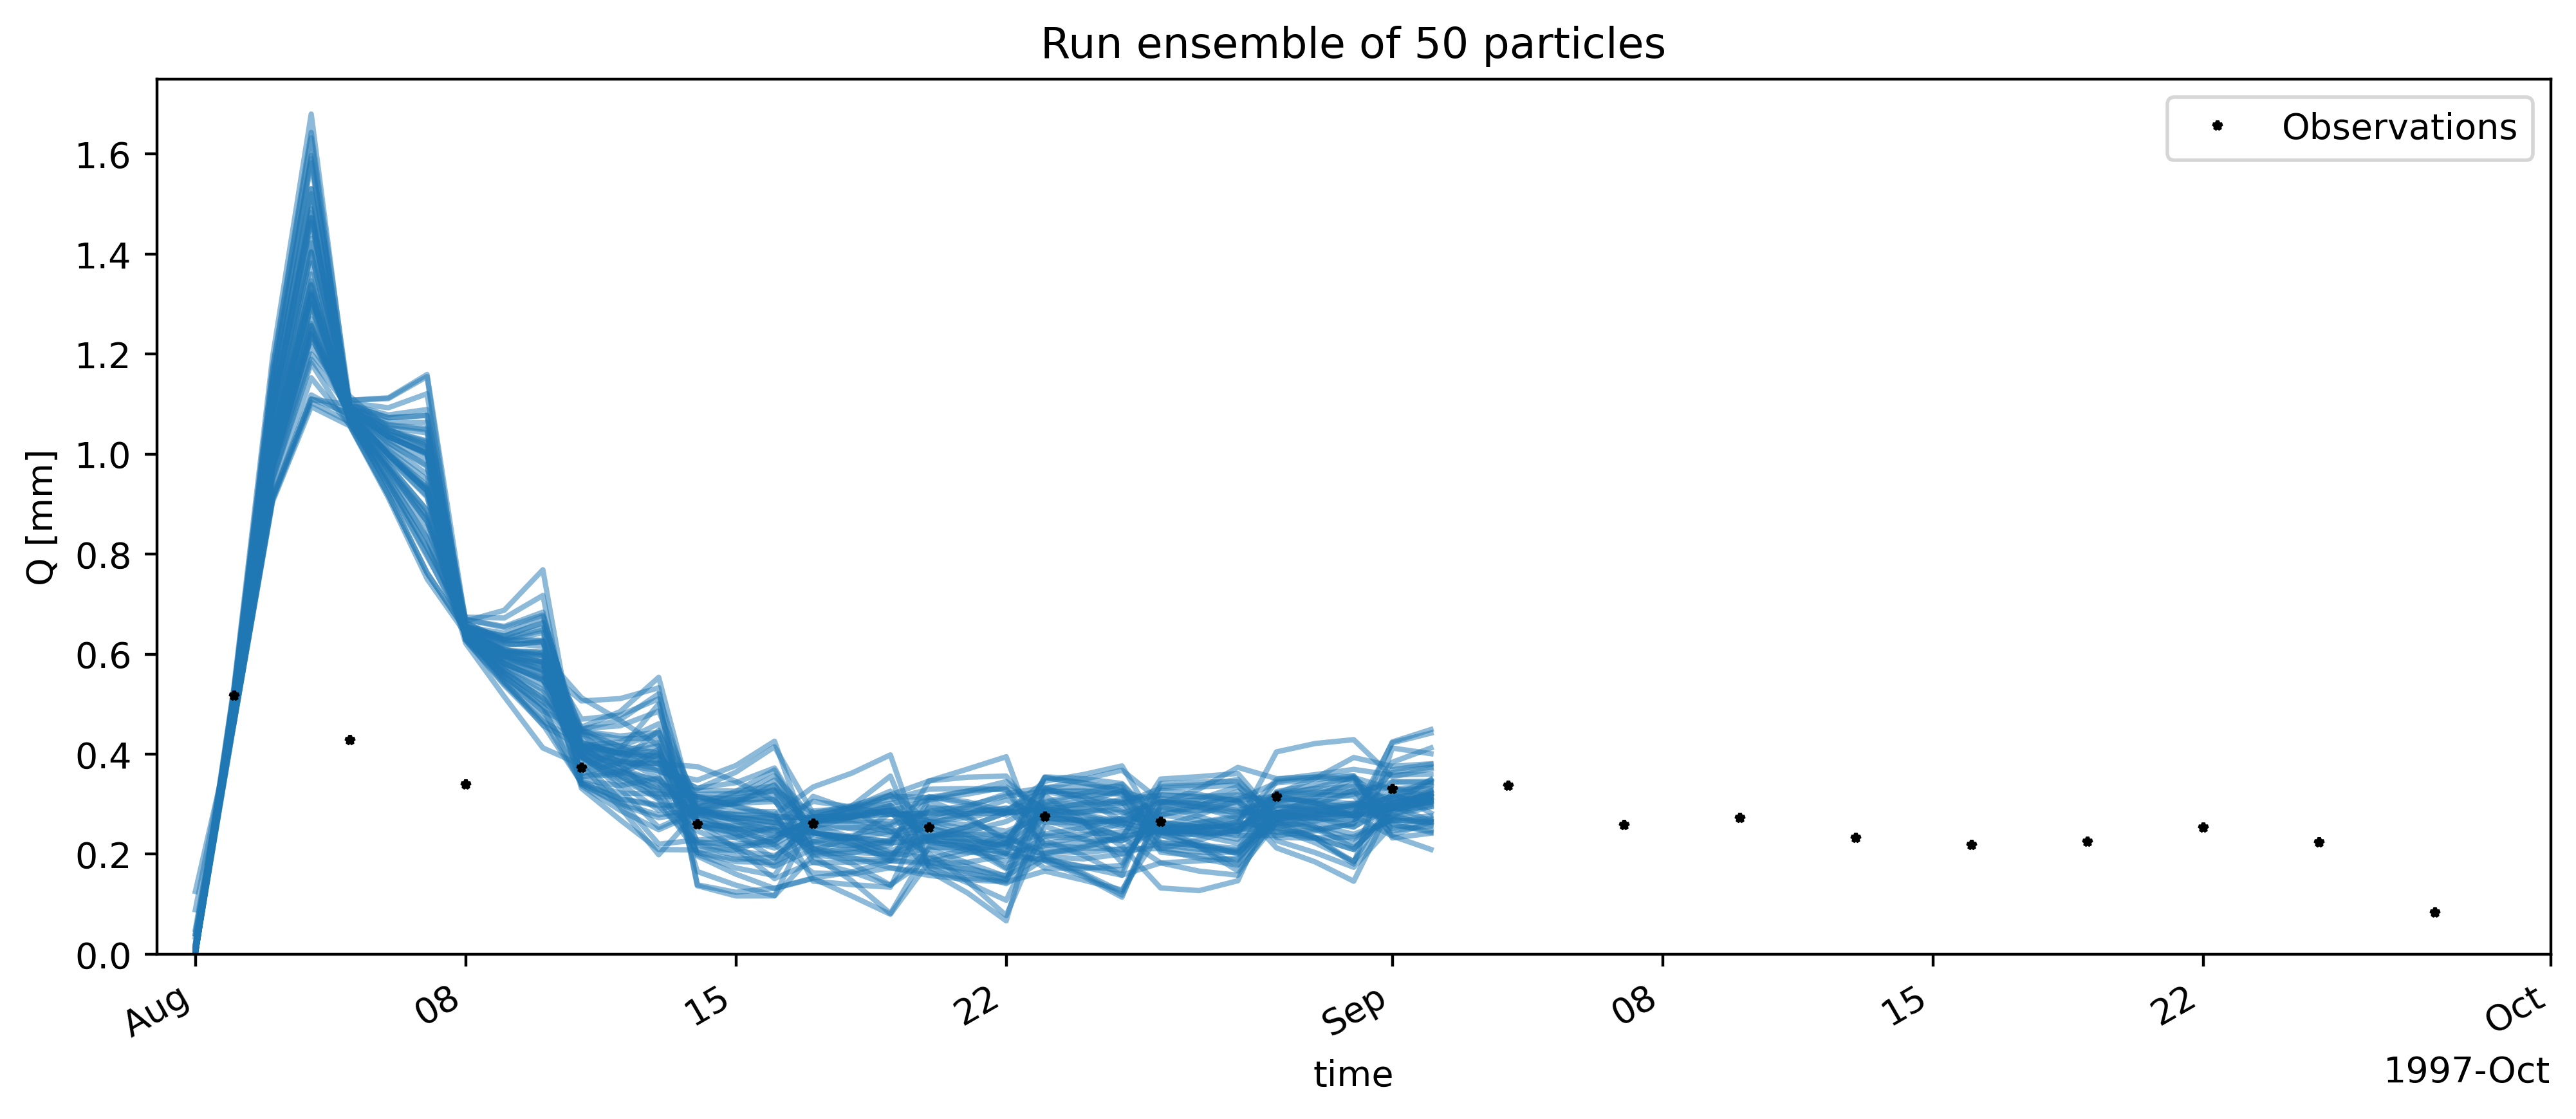 Run ensemble of 50 particles
Observations
1.6
1.4
1.2
1.0
0.8
0.6
0.4
0.2
0.0
Q [mm]
Aug
08
15
22
Sep
08
15
22
Oct
time
1997-Oct